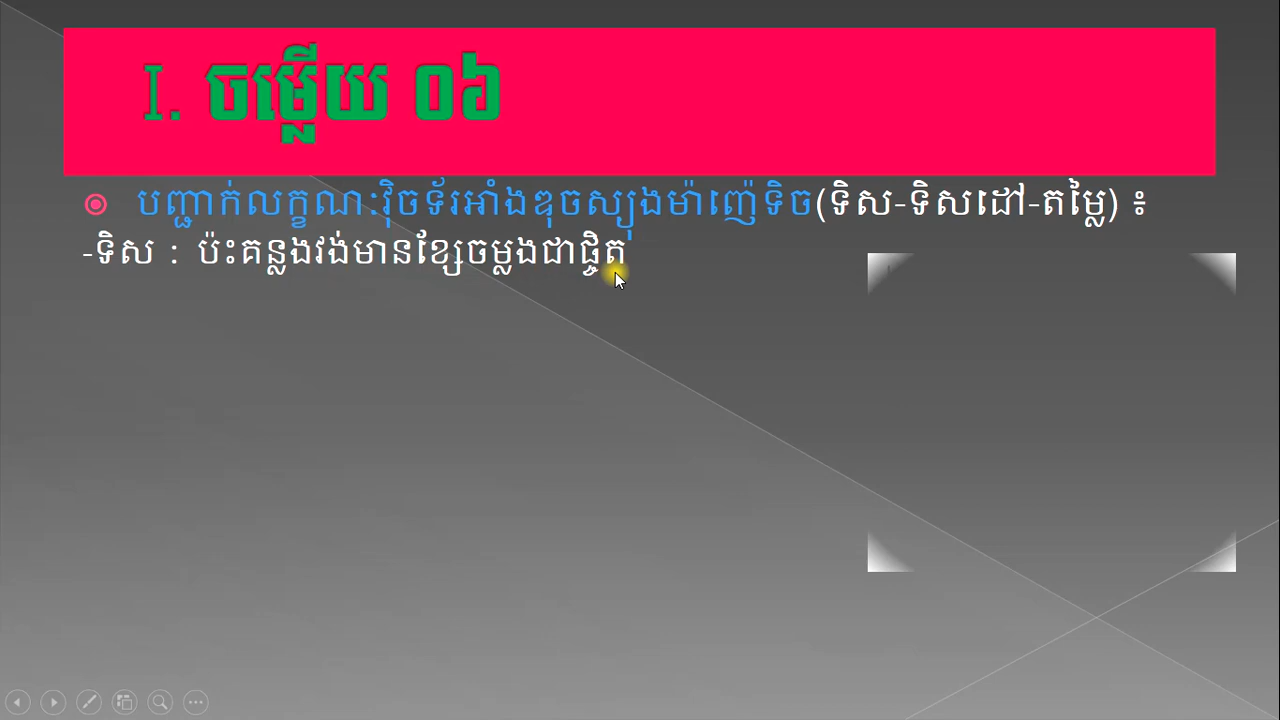 I. ចម្លើយ ០៦
បញ្ជាក់លក្ខណៈវ៉ិចទ័រអាំងឌុចស្យុងម៉ាញ៉េទិច(ទិស-ទិសដៅ-តម្លៃ) ៖
-ទិស : ប៉ះគន្លងវង់មានខ្សែចម្លងជាផ្ចិត